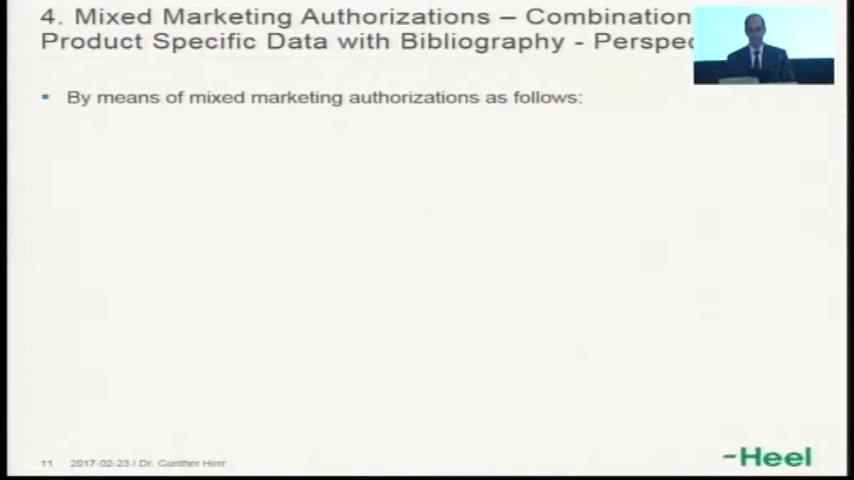 4. Mixed Marketing Authorizations – Combination
Product Specific Data with Bibliography - Perspec
By means of mixed marketing authorizations as follows:
11 2017-02-23 / Dr. Gunther Herr
-Heel